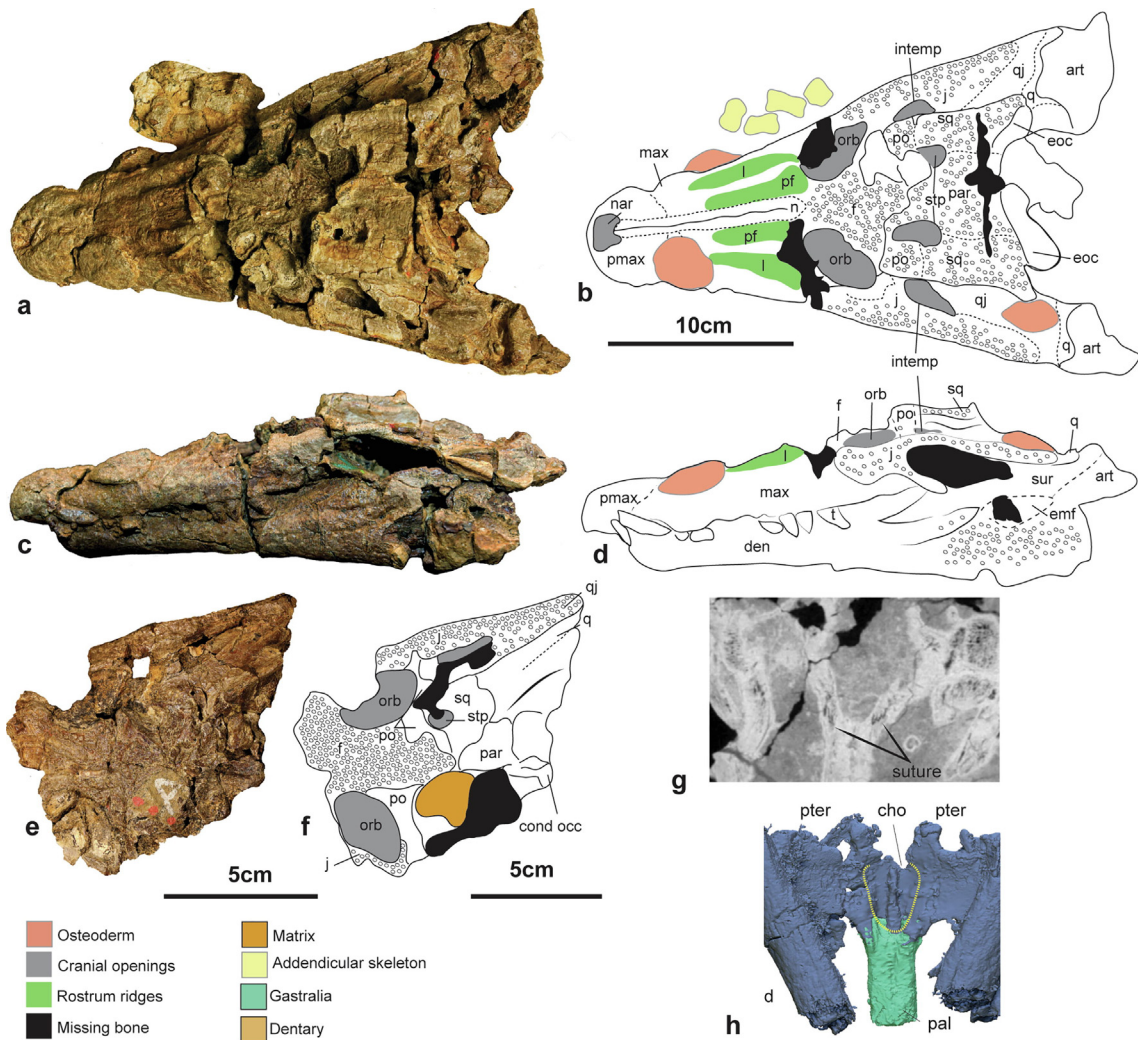 a
intemp
qj
art
j
q
sq
po
orb
eoc
max
l
pf
stp
par
nar
n
f
pf
pmax
l
orb
po
sq
eoc
j
qj
b
q
art
10cm
intemp
sq
f
orb
po
q
l
j
pmax
max
sur
art
t
emf
den
c
d
qj
j
q
orb
sq
stp
po
f
par
po
orb
cond occ
j
e
f
5cm
5cm
suture
g
pter
cho
pter
d
pal
h
Osteoderm
Matrix
Cranial openings
Addendicular skeleton
Rostrum ridges
Gastralia
Missing bone
Dentary